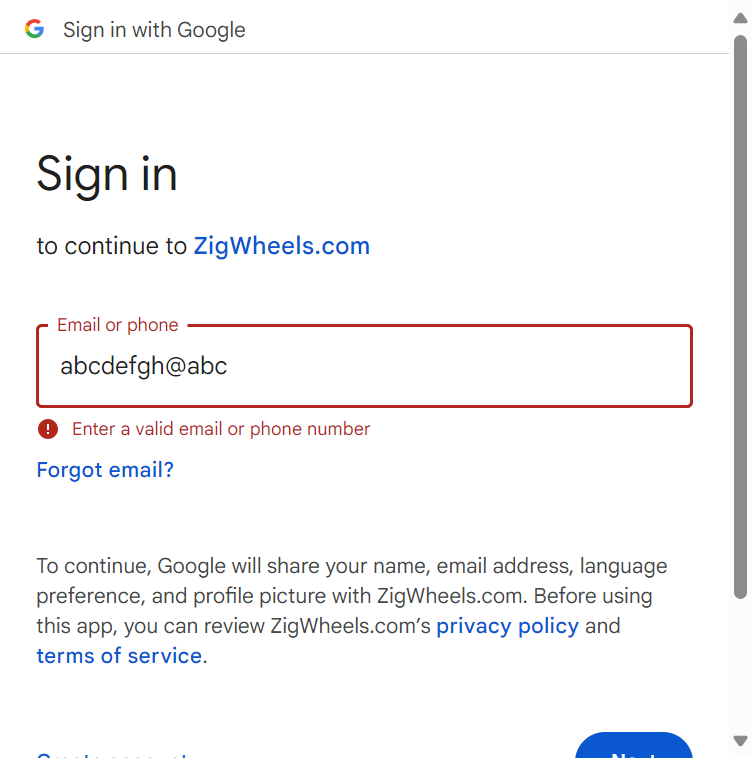 Sign in with Google
Sign in
to continue to ZigWheels.com
Email or phone
abcdefgh@abc
Enter a valid email or phone number
Forgot email?
To continue, Google will share your name, email address, language
preference, and profile picture with ZigWheels.com. Before using
this app, you can review ZigWheels.com’s privacy policy and
terms of service.